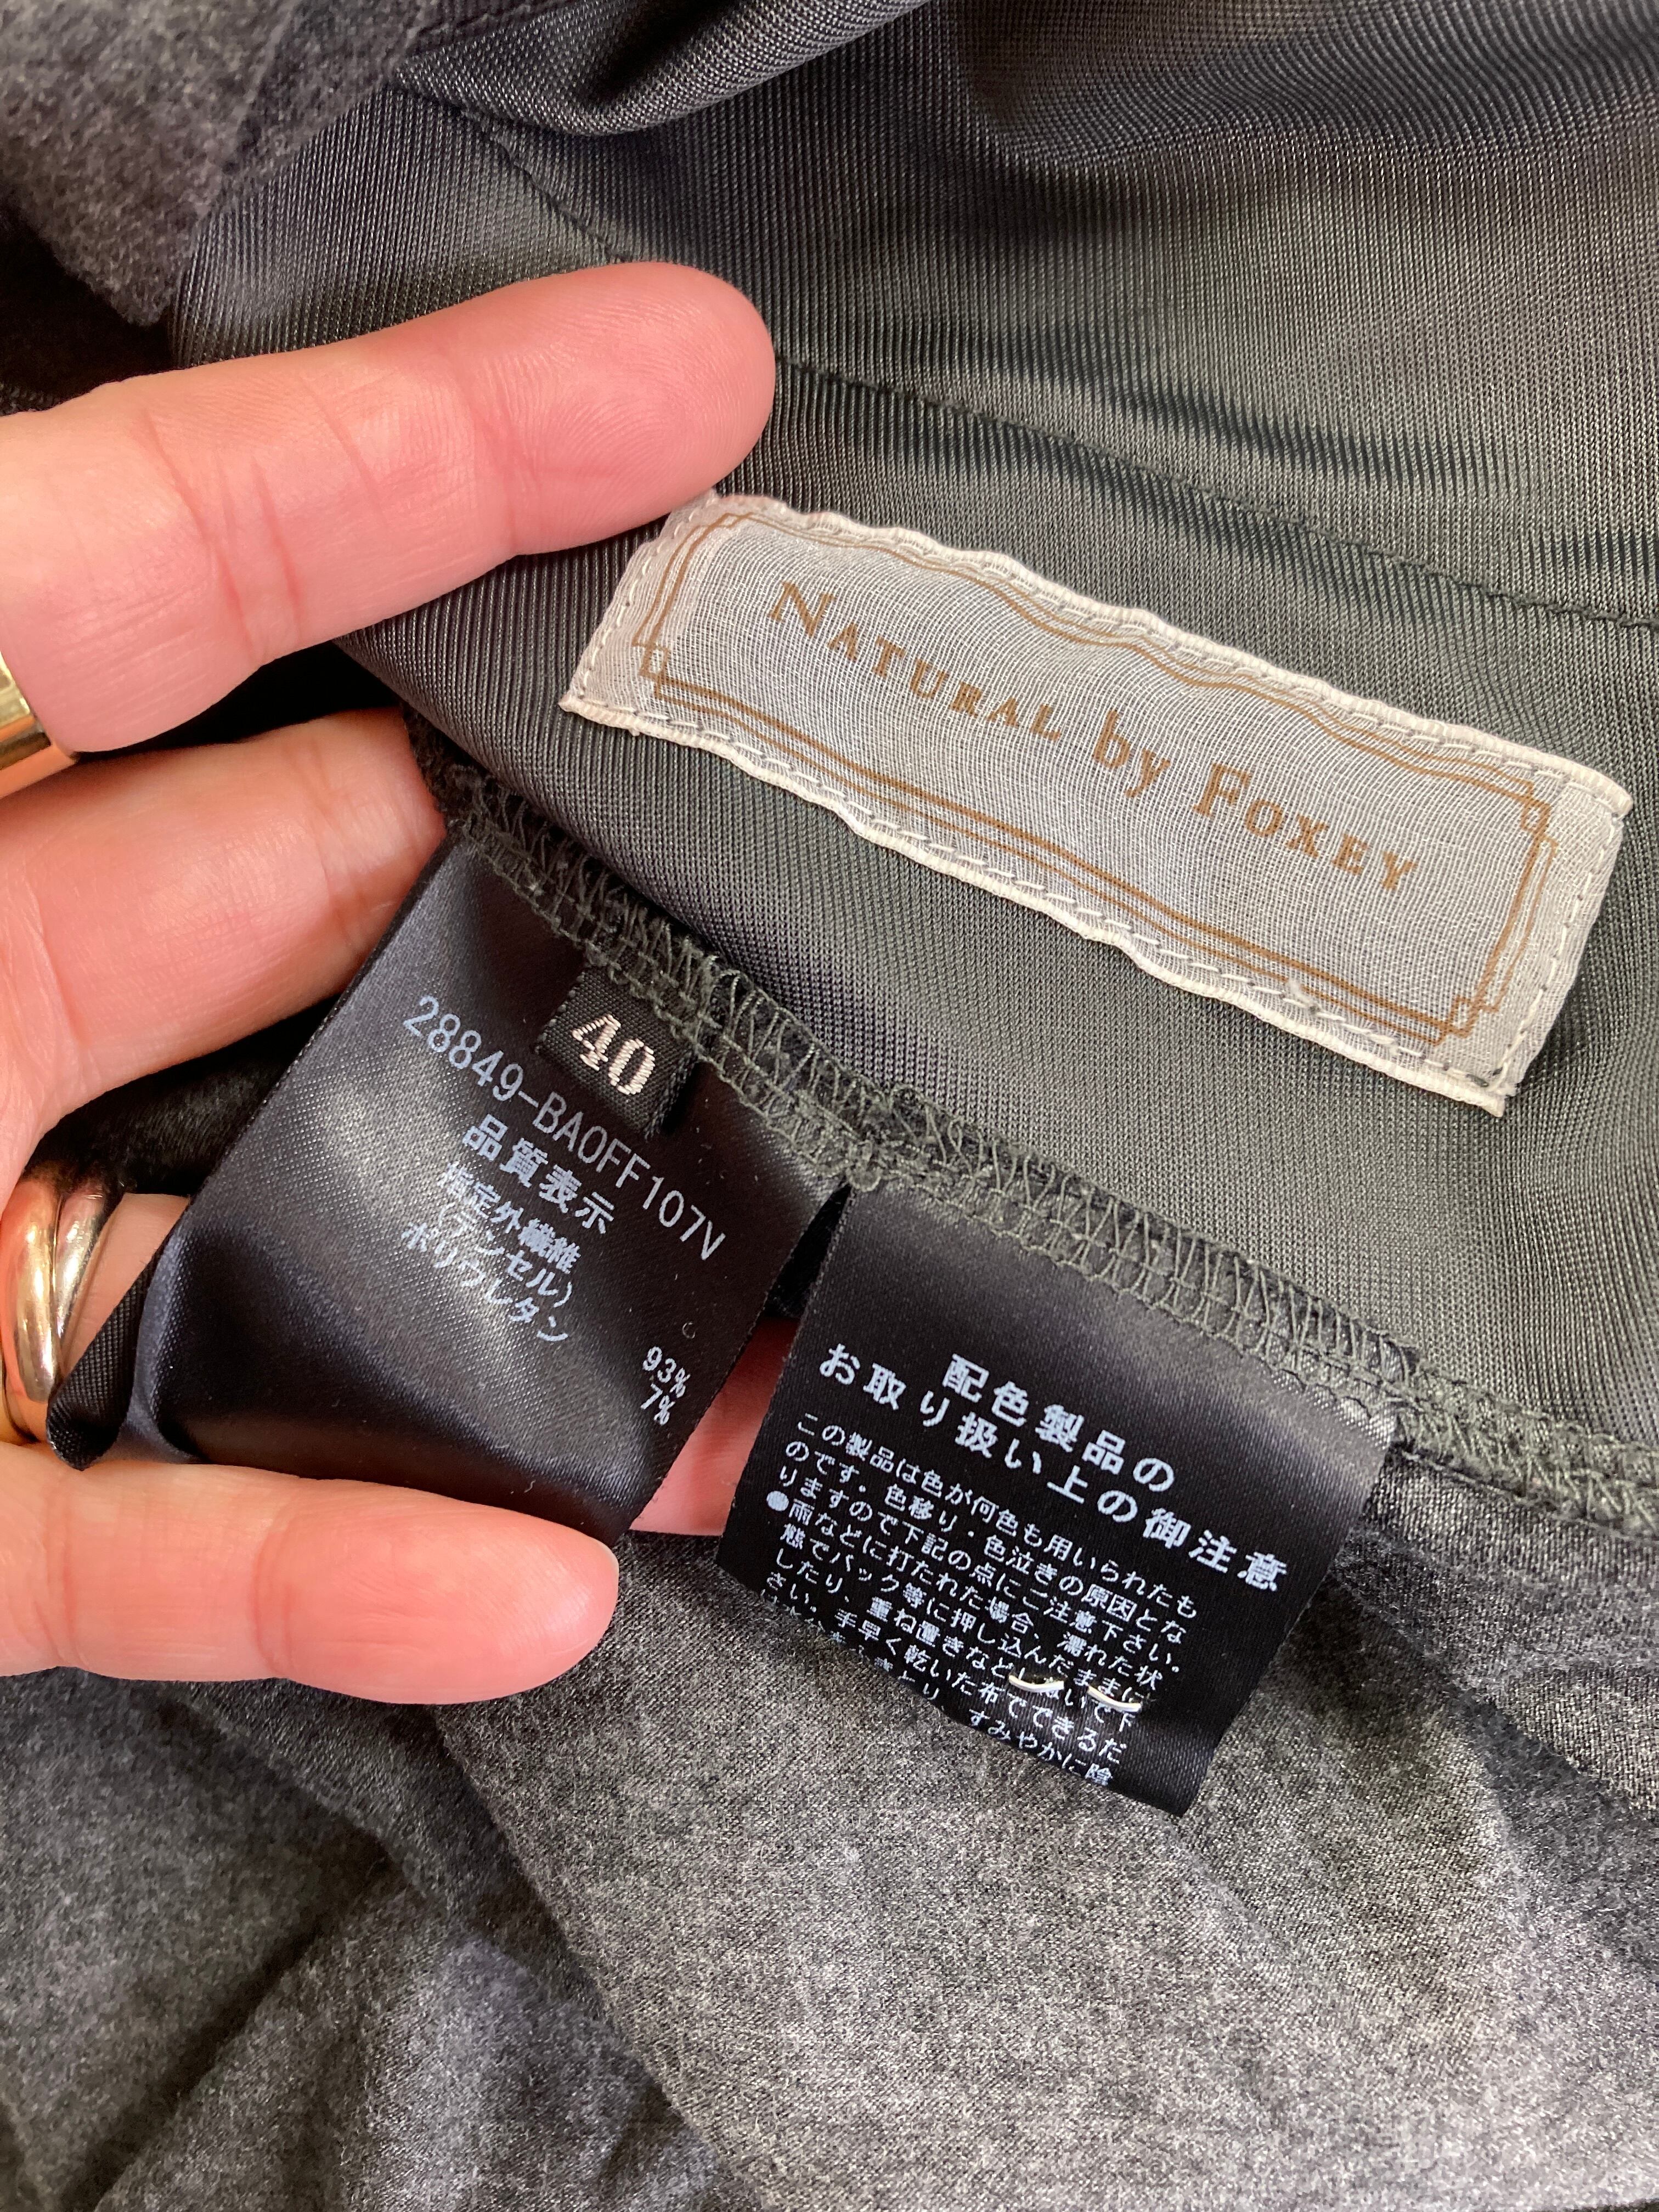 NATURAL by FOXEY
40
28849-BA0FF107V
品質表示
指定外繊維
(テンセル) 93%
ポリウレタン 7%
配色製品の
お取り扱い上の御注意
この製品は色が何色も用いられたも
のです。色移り・色泣きの原因とな
りますので下記の点にご注意下さい。
●雨などに打たれた場合、濡れた状
態でバック等に押し込んだままに
したり、重ね置きなどしないで下
さい。手早く乾いた布でできるだ
すみやかに陰